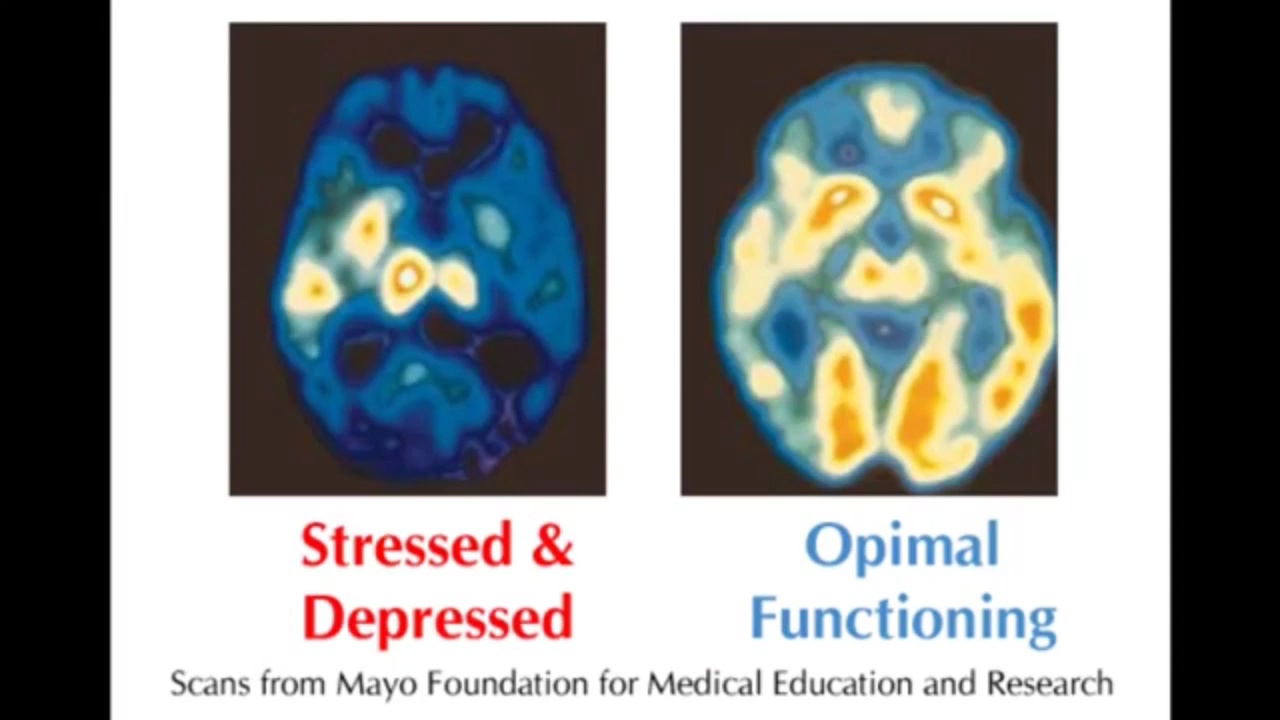 Stressed &
Depressed
Opimal
Functioning
Scans from Mayo Foundation for Medical Education and Research